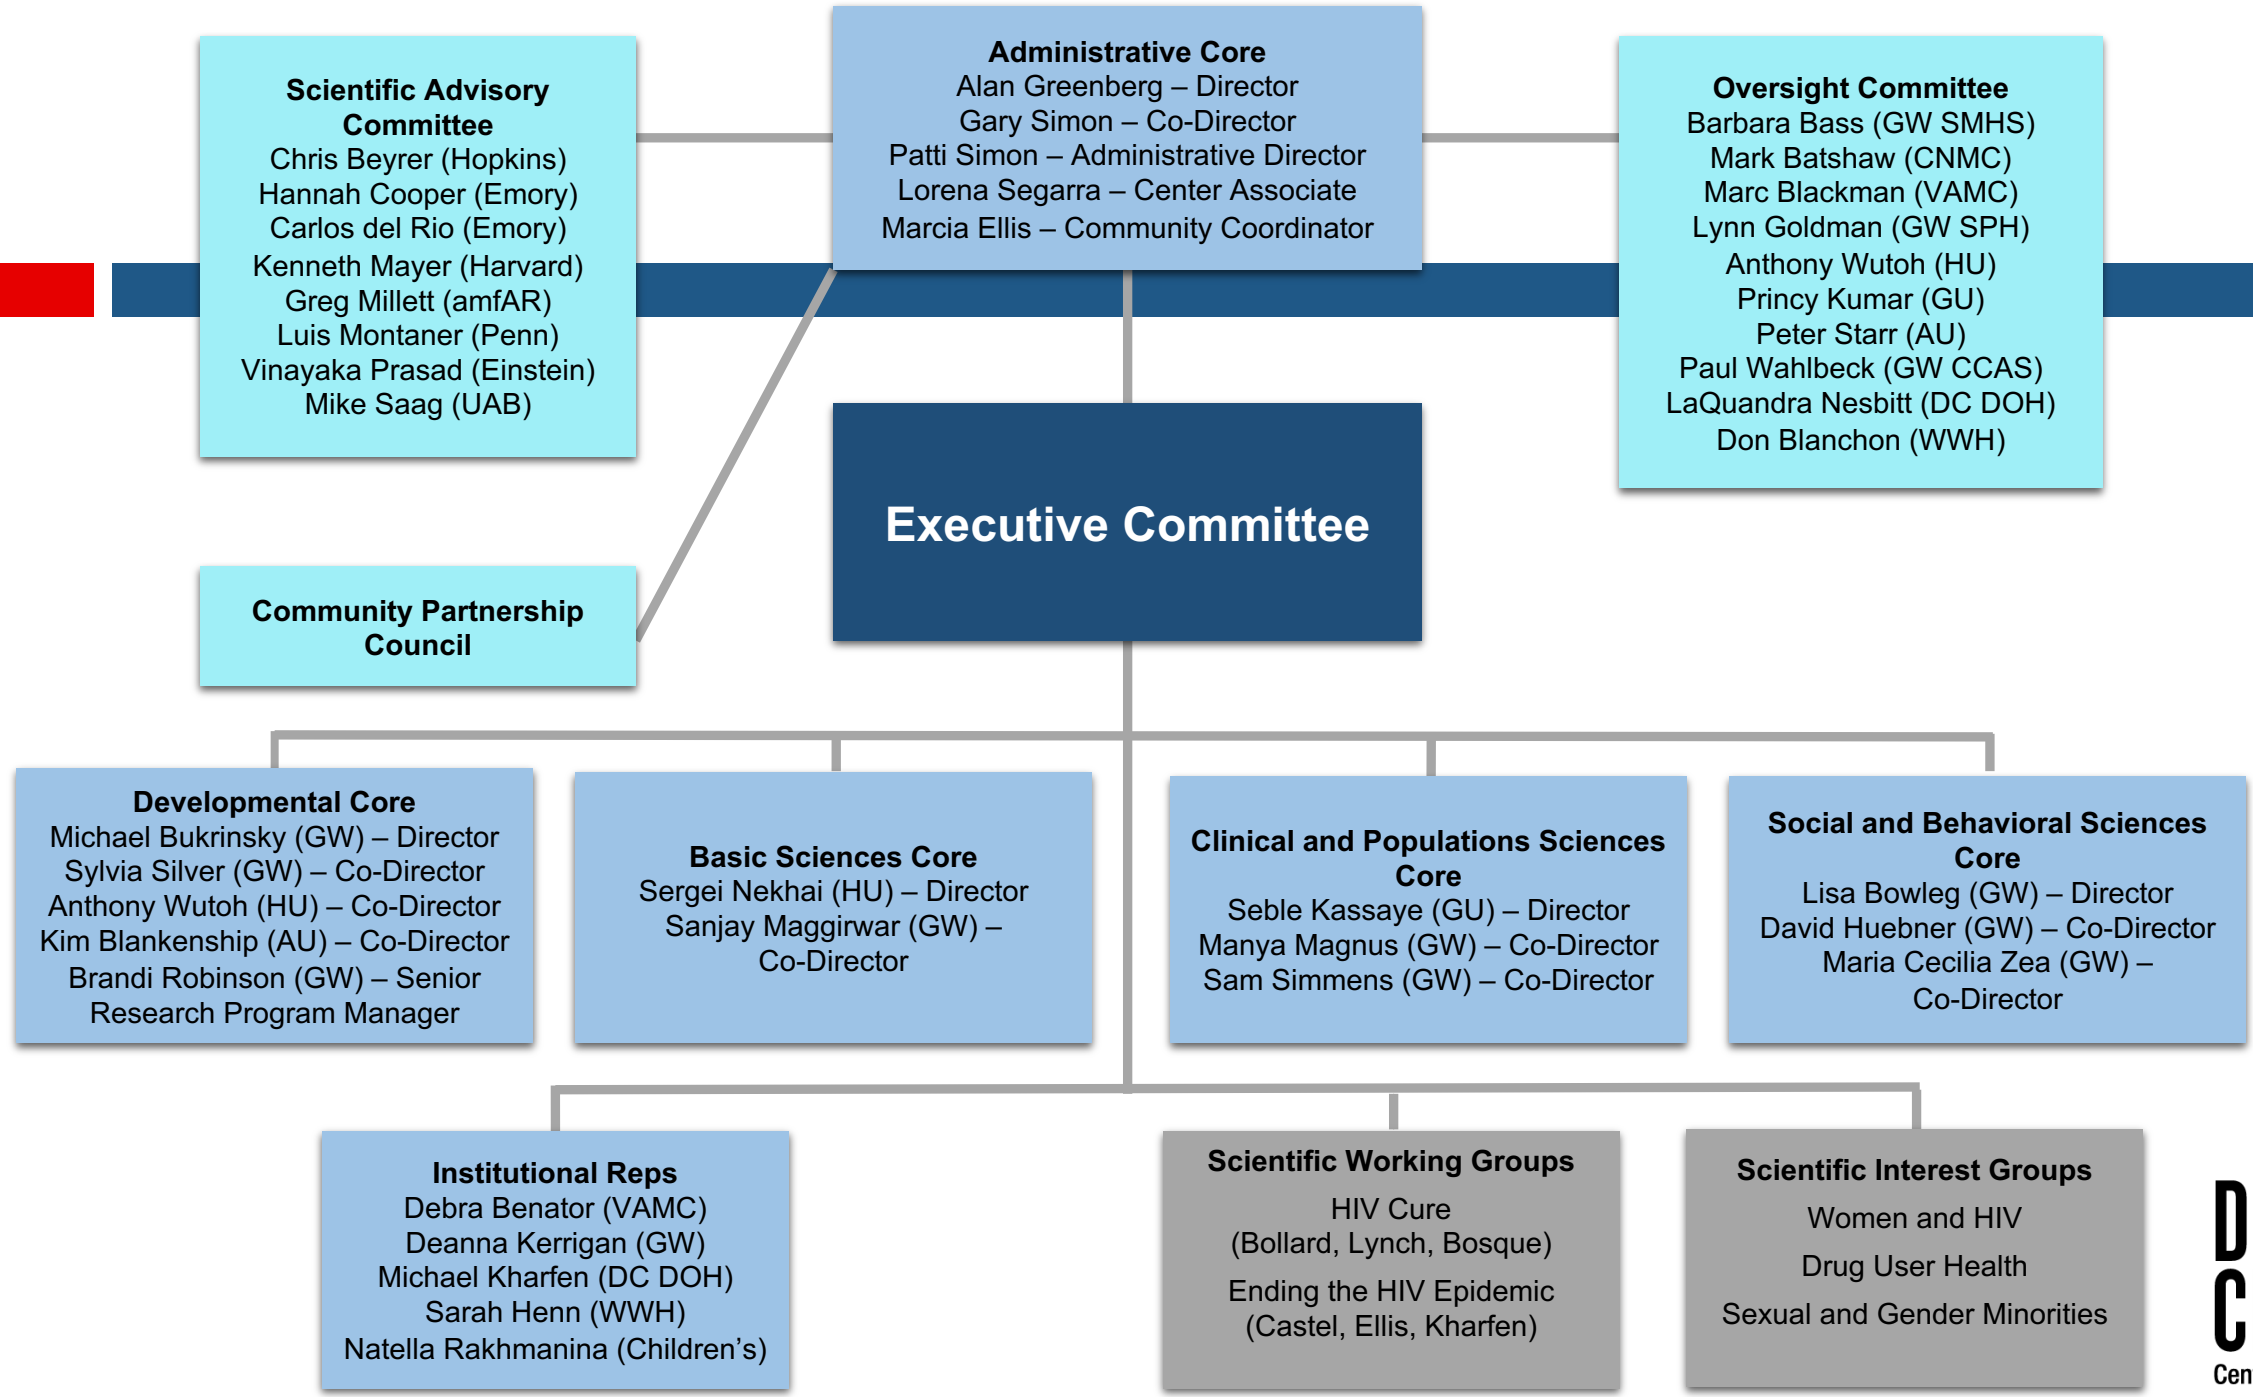 Scientific Advisory
Committee
Chris Beyrer (Hopkins)
Hannah Cooper (Emory)
Carlos del Rio (Emory)
Kenneth Mayer (Harvard)
Greg Millett (amfAR)
Luis Montaner (Penn)
Vinayaka Prasad (Einstein)
Mike Saag (UAB)
Administrative Core
Alan Greenberg – Director
Gary Simon – Co-Director
Patti Simon – Administrative Director
Lorena Segarra – Center Associate
Marcia Ellis – Community Coordinator
Oversight Committee
Barbara Bass (GW SMHS)
Mark Batshaw (CNMC)
Marc Blackman (VAMC)
Lynn Goldman (GW SPH)
Anthony Wutoh (HU)
Princy Kumar (GU)
Peter Starr (AU)
Paul Wahlbeck (GW CCAS)
LaQuandra Nesbitt (DC DOH)
Don Blanchon (WWH)
Executive Committee
Community Partnership
Council
Developmental Core
Michael Bukrinsky (GW) – Director
Sylvia Silver (GW) – Co-Director
Anthony Wutoh (HU) – Co-Director
Kim Blankenship (AU) – Co-Director
Brandi Robinson (GW) – Senior
Research Program Manager
Basic Sciences Core
Sergei Nekhai (HU) – Director
Sanjay Maggirwar (GW) –
Co-Director
Clinical and Populations Sciences
Core
Seble Kassaye (GU) – Director
Manya Magnus (GW) – Co-Director
Sam Simmens (GW) – Co-Director
Social and Behavioral Sciences
Core
Lisa Bowleg (GW) – Director
David Huebner (GW) – Co-Director
Maria Cecilia Zea (GW) –
Co-Director
Institutional Reps
Debra Benator (VAMC)
Deanna Kerrigan (GW)
Michael Kharfen (DC DOH)
Sarah Henn (WWH)
Natella Rakhmanina (Children's)
Scientific Working Groups
HIV Cure
(Bollard, Lynch, Bosque)
Ending the HIV Epidemic
(Castel, Ellis, Kharfen)
Scientific Interest Groups
Women and HIV
Drug User Health
Sexual and Gender Minorities
D
C
Cen